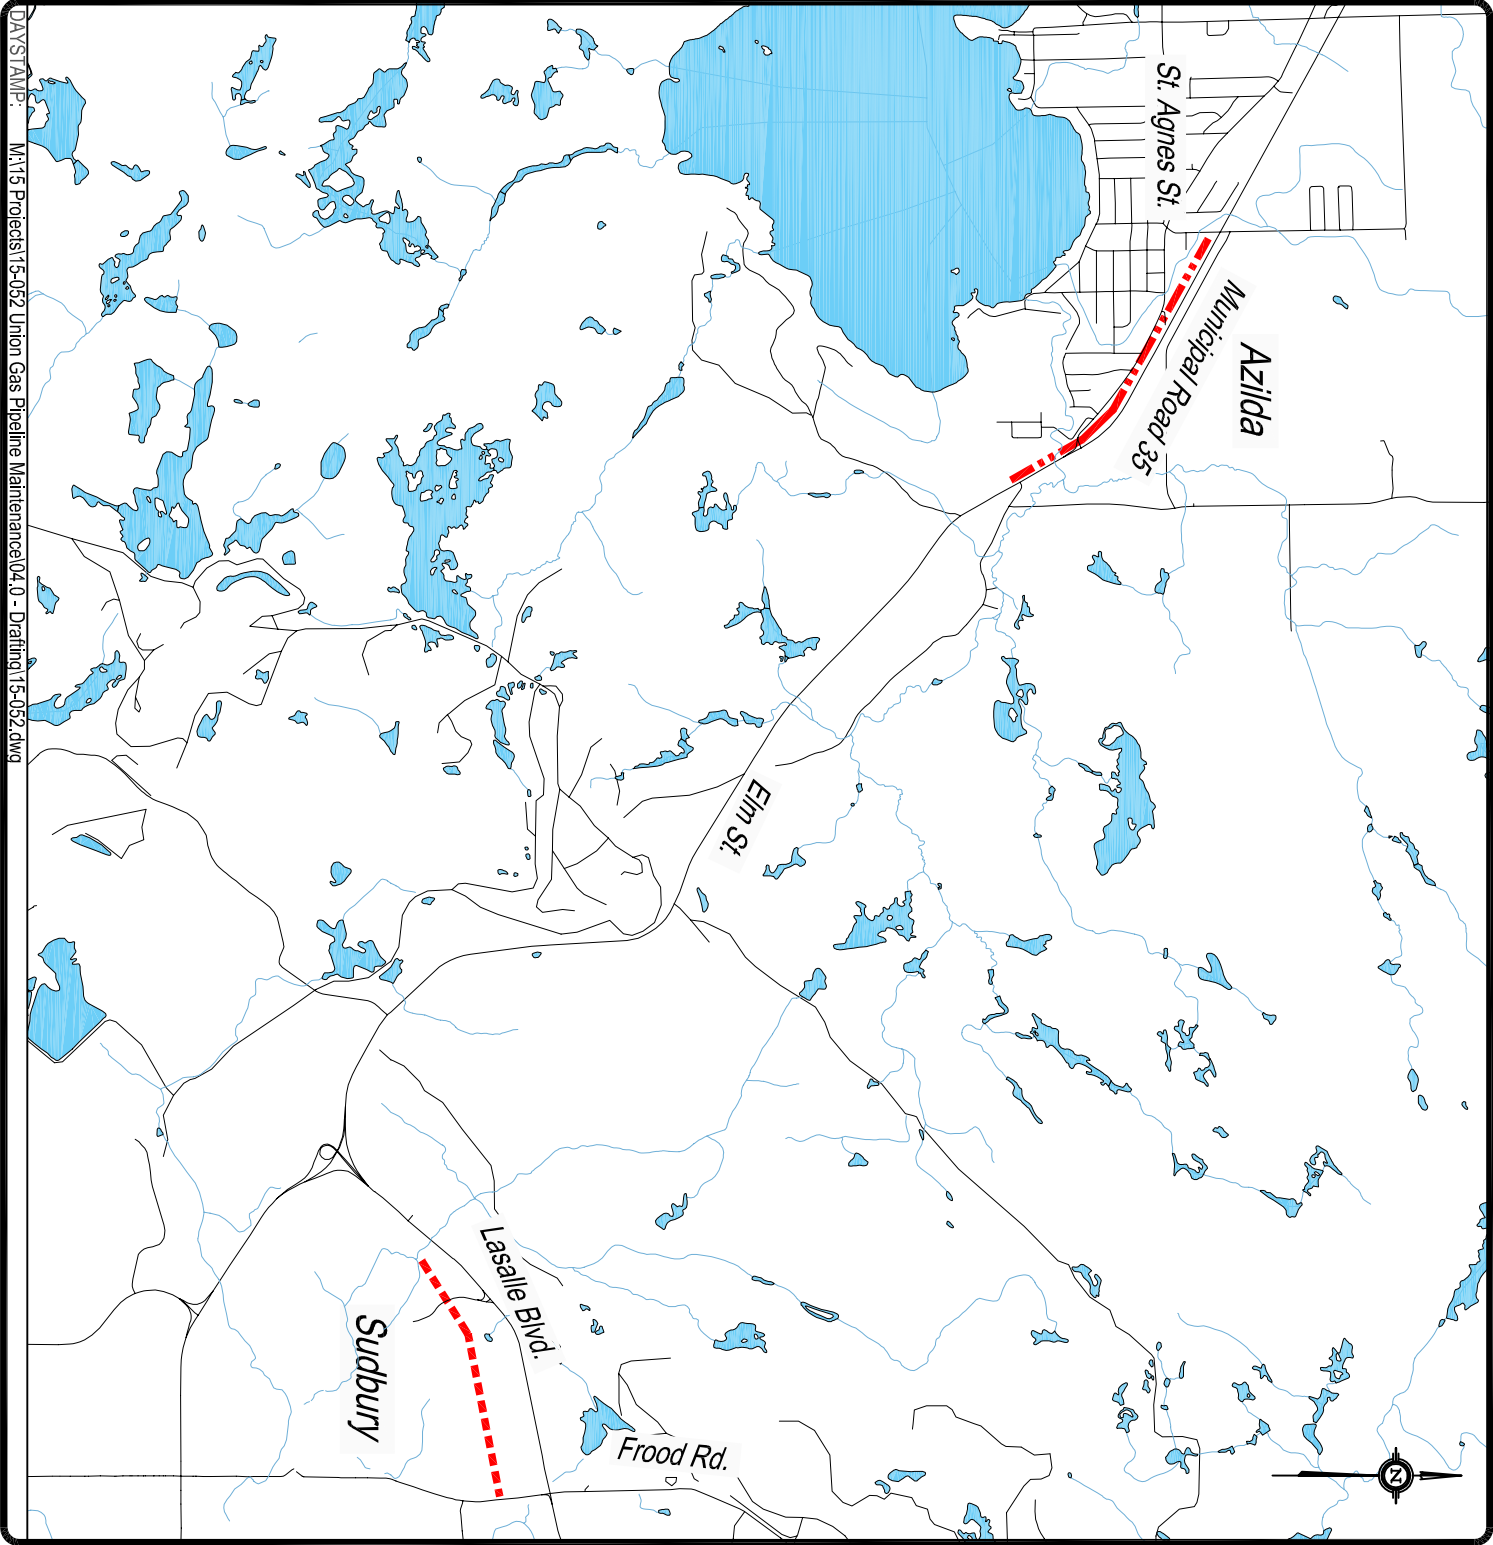 DAYSTAMP: M:\15 Projects\15-052 Union Gas Pipeline Maintenance\04.0 - Drafting\15-052.dwg
St. Agnes St.
Municipal Road 35
Azilda
Elm St.
Lasalle Blvd.
Sudbury
Frood Rd.
N